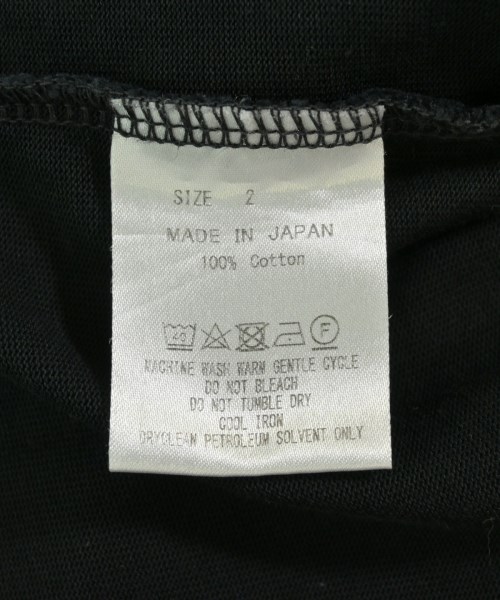 SIZE 2
MADE IN JAPAN
100% Cotton
40 F
MACHINE WASH WARM GENTLE CYCLE
DO NOT BLEACH
DO NOT TUMBLE DRY
COOL IRON
DRYCLEAN PETROLEUM SOLVENT ONLY